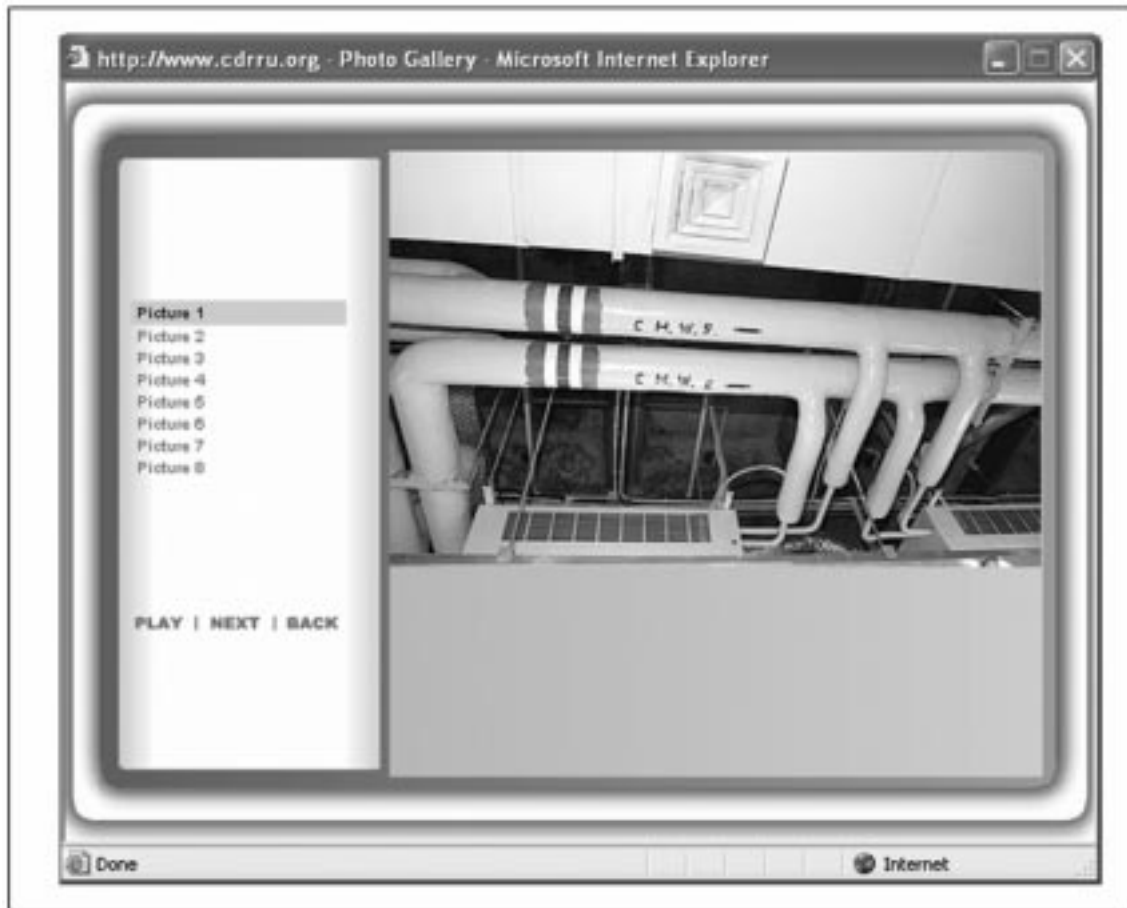 http://www.cdrru.org - Photo Gallery - Microsoft Internet Explorer
Picture 1
Picture 2
Picture 3
Picture 4
Picture 5
Picture 6
Picture 7
Picture 8
C.H.W.S.
C.H.W.
PLAY | NEXT | BACK
Done
Internet